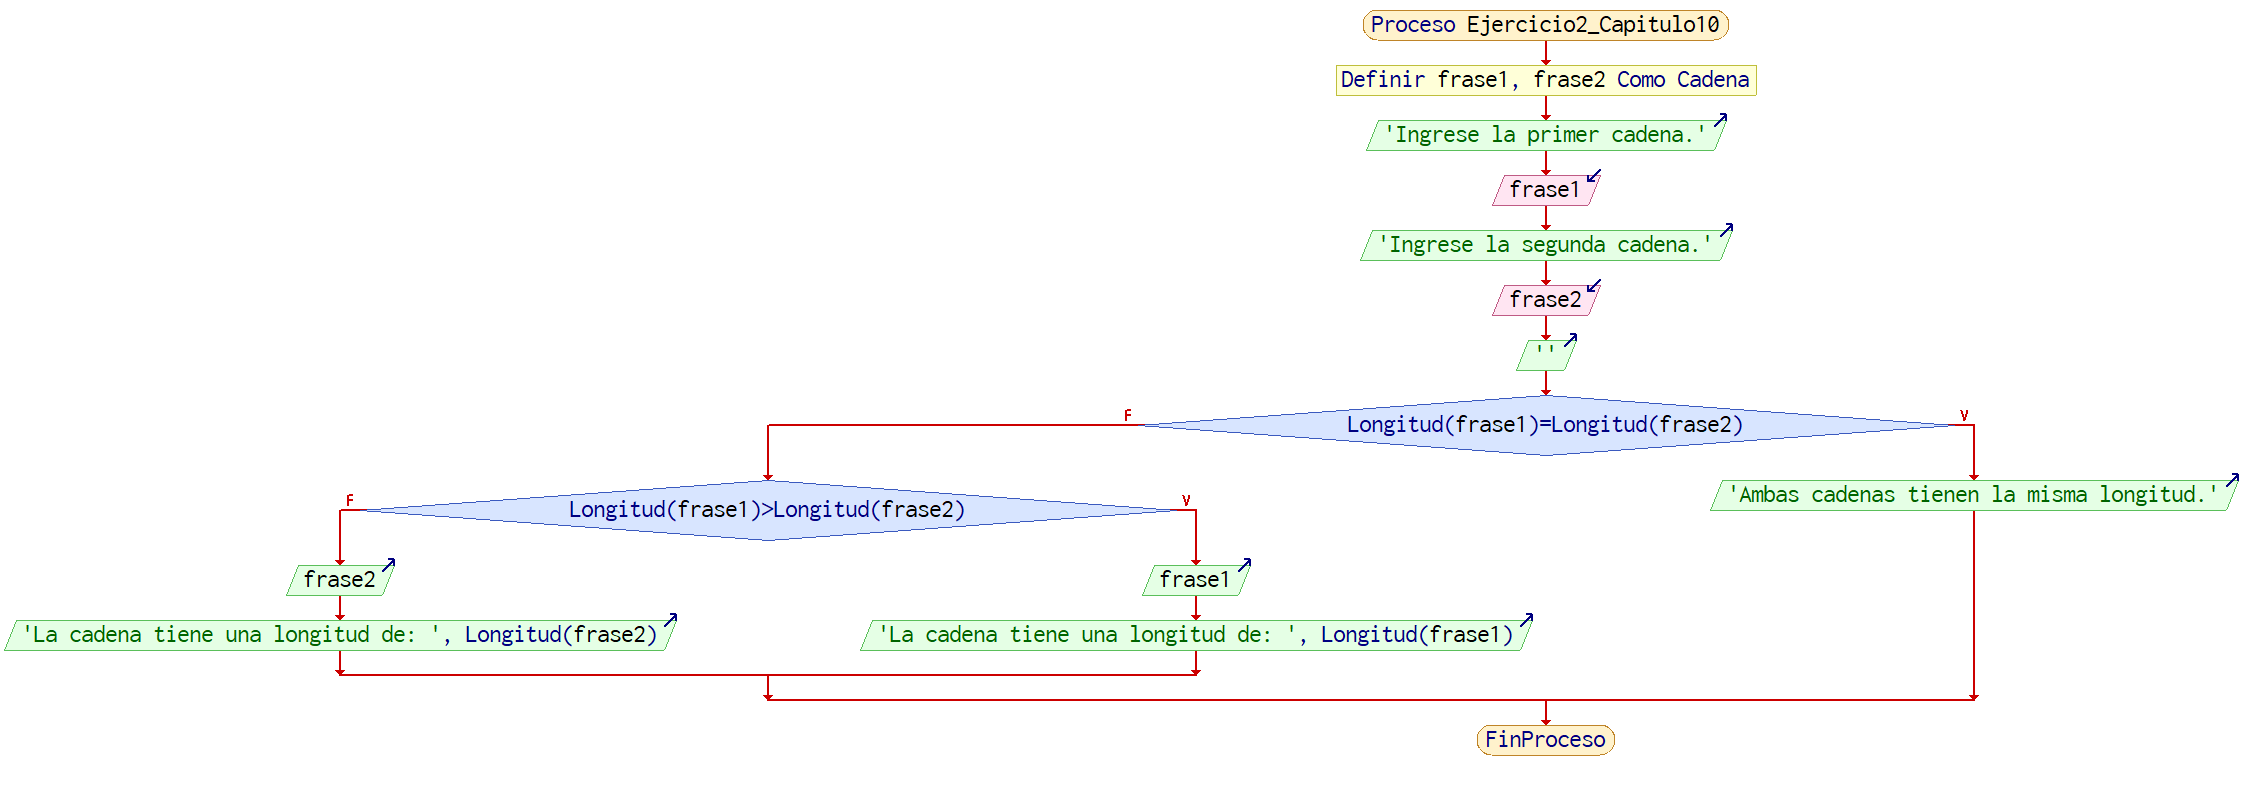 Proceso Ejercicio2_Capitulo10
Definir frase1, frase2 Como Cadena
'Ingrese la primer cadena.'
frase1
'Ingrese la segunda cadena.'
frase2
''
F
Longitud(frase1)=Longitud(frase2)
V
F
Longitud(frase1)>Longitud(frase2)
V
'Ambas cadenas tienen la misma longitud.'
frase2
frase1
'La cadena tiene una longitud de: ', Longitud(frase2)
'La cadena tiene una longitud de: ', Longitud(frase1)
FinProceso